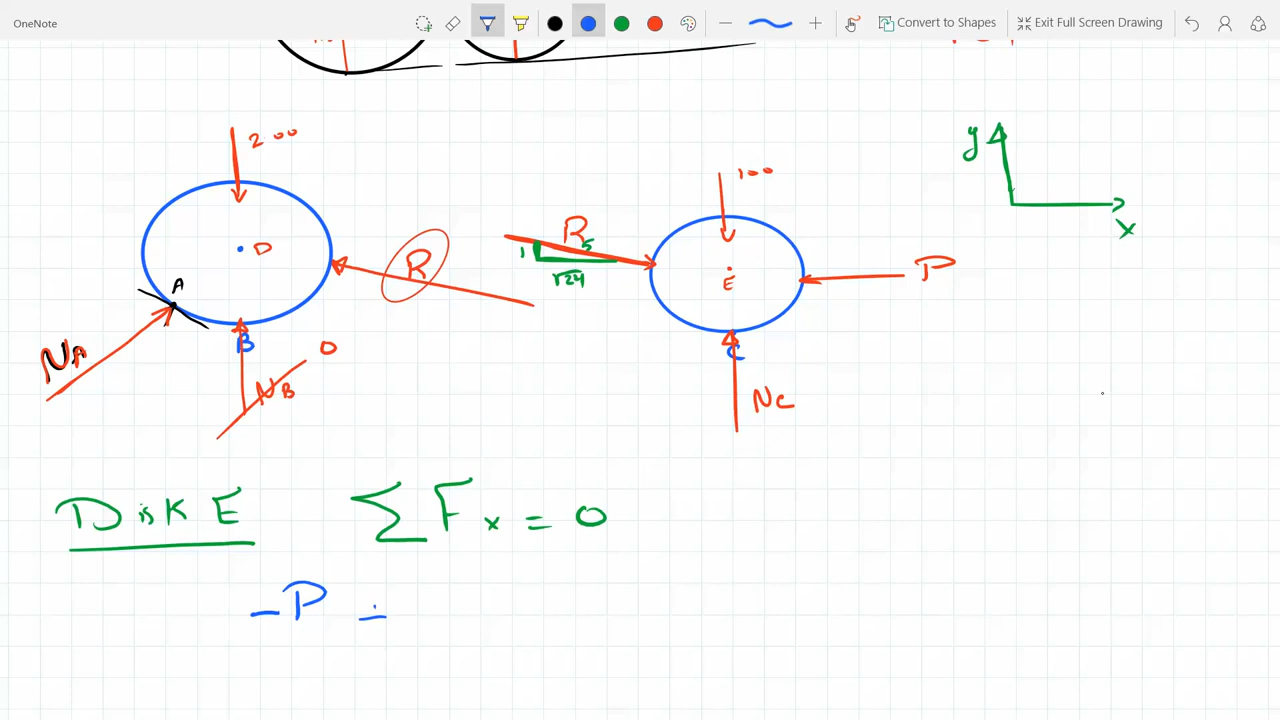 OneNote
Convert to Shapes
Exit Full Screen Drawing
200
100
y
x
D
R
R
1
5
√24
E
P
A
NA
B
NB
0
C
NC
Disk E ΣFx = 0
-P